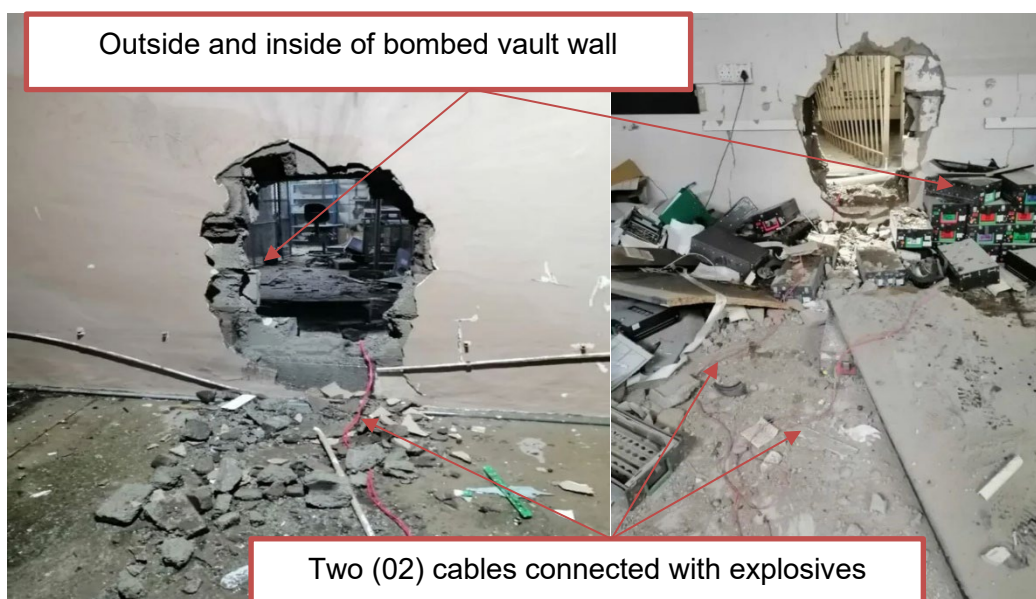 Outside and inside of bombed vault wall
Two (02) cables connected with explosives